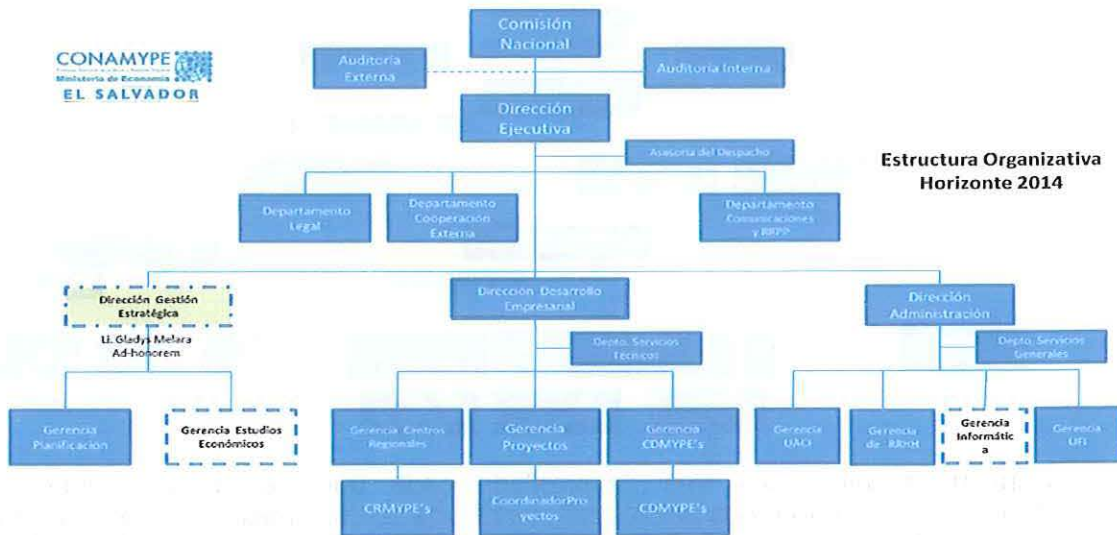 Comisión
Nacional
CONAMYPE
Ministerio de Economía
EL SALVADOR
Auditoría
Externa
Auditoría Interna
Dirección
Ejecutiva
Asesoría del Despacho
Estructura Organizativa
Horizonte 2014
Departamento
Legal
Departamento
Cooperación
Externa
Departamento
Comunicaciones
y RRPP
Dirección Gestión
Estratégica
Li. Gladys Melara
Ad-honorem
Dirección Desarrollo
Empresarial
Dirección
Administración
Depto. Servicios
Técnicos
Depto. Servicios
Generales
Gerencia
Planificación
Gerencia Estudios
Económicos
Gerencia Centros
Regionales
Gerencia
Proyectos
Gerencia
CDMYPE's
Gerencia
UACI
Gerencia
de RRHH
Gerencia
Informátic
a
Gerencia
UFI
CRMYPE's
CoordinadorPro
yectos
CDMYPE's